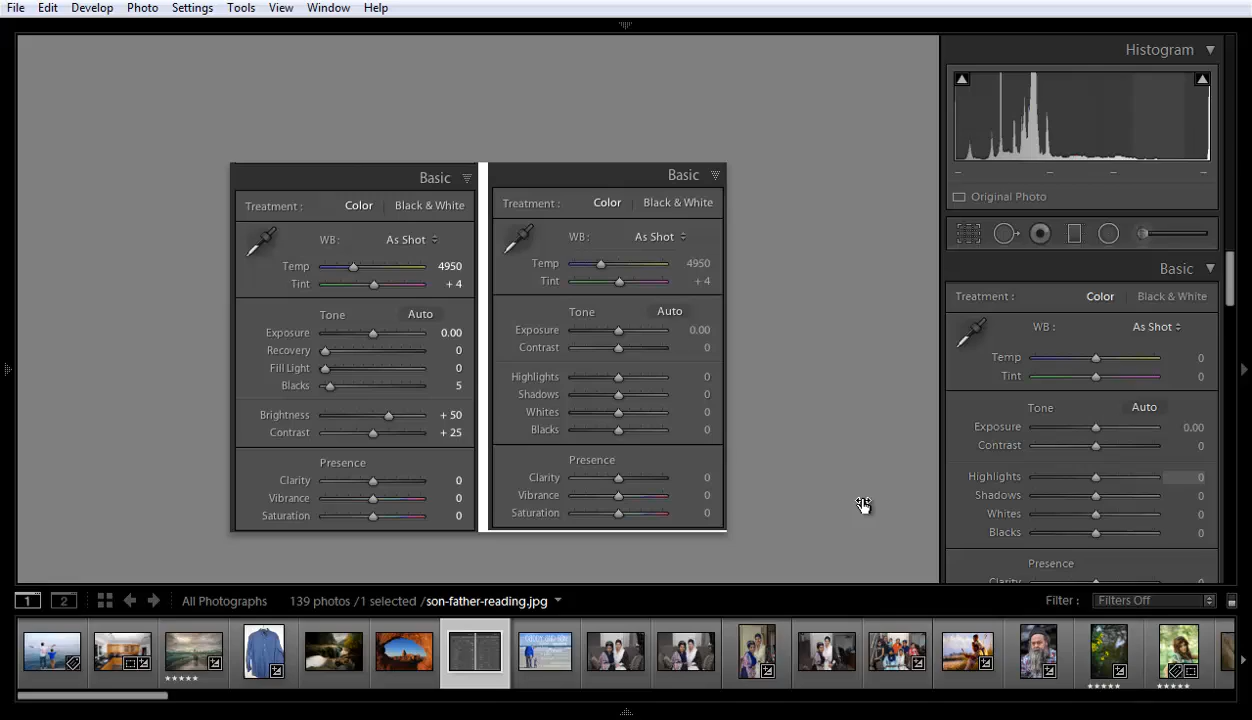 File Edit Develop Photo Settings Tools View Window Help
Histogram
Original Photo
Basic
Treatment : Color Black & White
WB : As Shot
Temp 4950
Tint + 4
Tone Auto
Exposure 0.00
Recovery 0
Fill Light 0
Blacks 5
Brightness + 50
Contrast + 25
Presence
Clarity 0
Vibrance 0
Saturation 0
Basic
Treatment : Color Black & White
WB : As Shot
Temp 4950
Tint + 4
Tone Auto
Exposure 0.00
Contrast 0
Highlights 0
Shadows 0
Whites 0
Blacks 0
Presence
Clarity 0
Vibrance 0
Saturation 0
Basic
Treatment : Color Black & White
WB : As Shot
Temp 0
Tint 0
Tone Auto
Exposure 0.00
Contrast 0
Highlights 0
Shadows 0
Whites 0
Blacks 0
Presence
Clarity 0
1 2 All Photographs 139 photos /1 selected /son-father-reading.jpg Filter : Filters Off